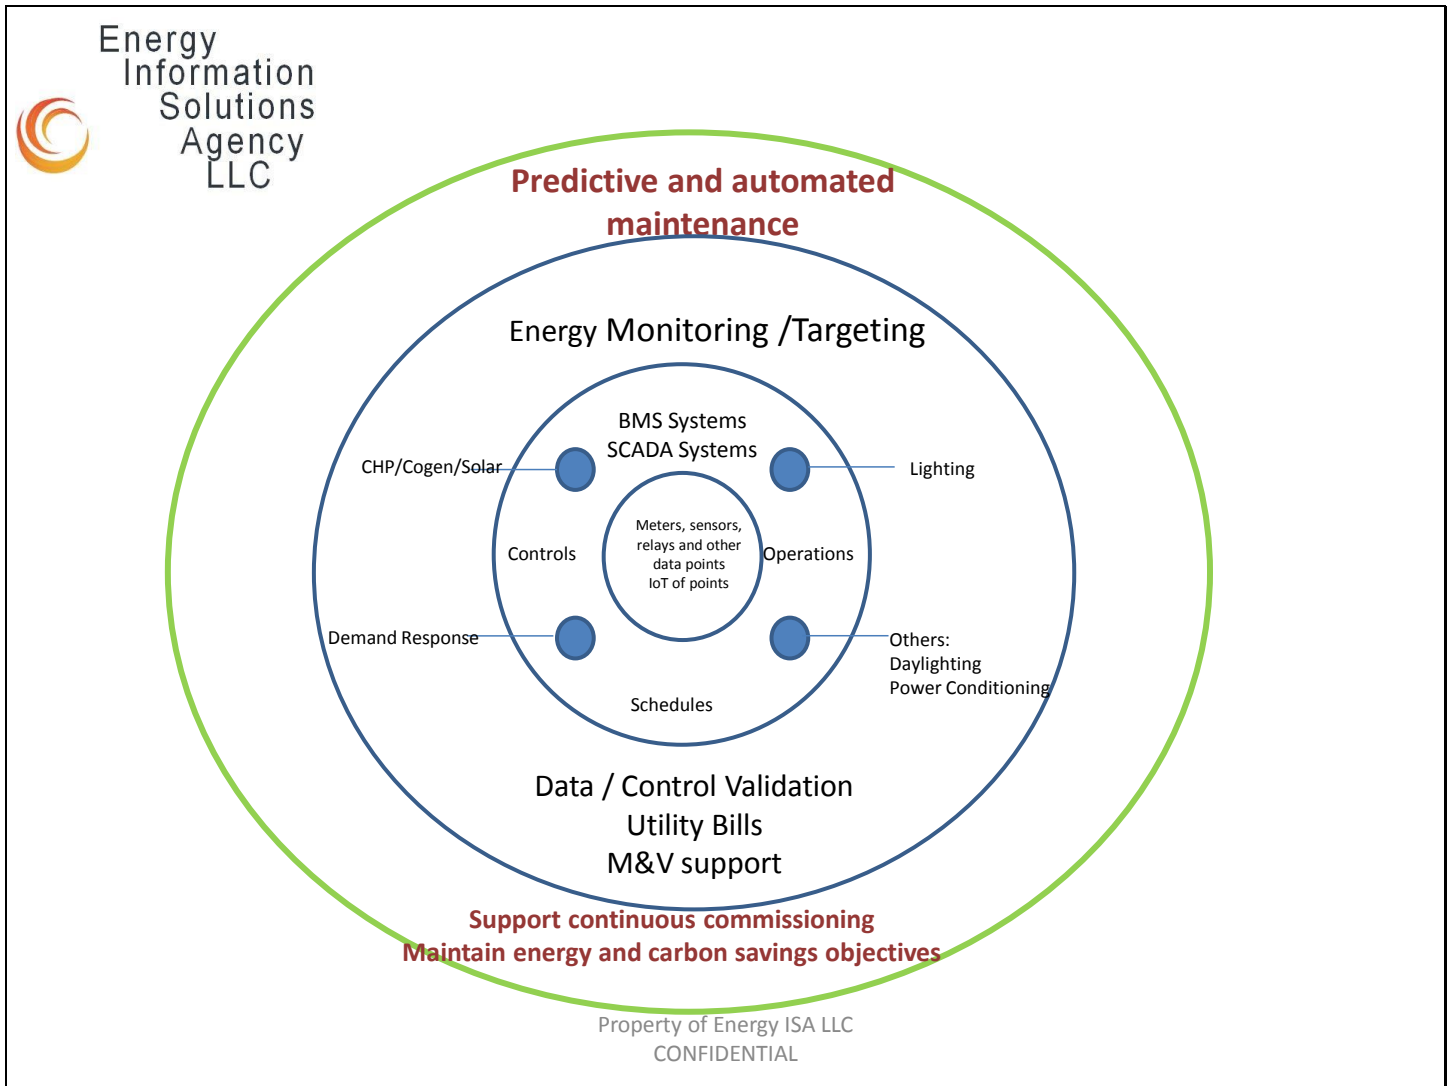 Energy
Information
Solutions
Agency
LLC
Predictive and automated
maintenance
Energy Monitoring /Targeting
BMS Systems
SCADA Systems
CHP/Cogen/Solar
Lighting
Meters, sensors,
relays and other
data points
IoT of points
Controls
Operations
Demand Response
Others:
Daylighting
Power Conditioning
Schedules
Data / Control Validation
Utility Bills
M&V support
Support continuous commissioning
Maintain energy and carbon savings objectives
Property of Energy ISA LLC
CONFIDENTIAL